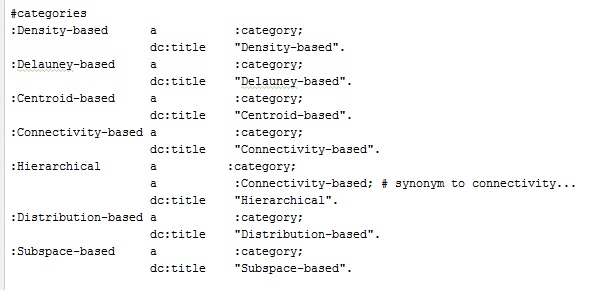 #categories
:Density-based a :category;
dc:title "Density-based".
:Delauney-based a :category;
dc:title "Delauney-based".
:Centroid-based a :category;
dc:title "Centroid-based".
:Connectivity-based a :category;
dc:title "Connectivity-based".
:Hierarchical a :category;
a :Connectivity-based; # synonym to connectivity...
dc:title "Hierarchical".
:Distribution-based a :category;
dc:title "Distribution-based".
:Subspace-based a :category;
dc:title "Subspace-based".